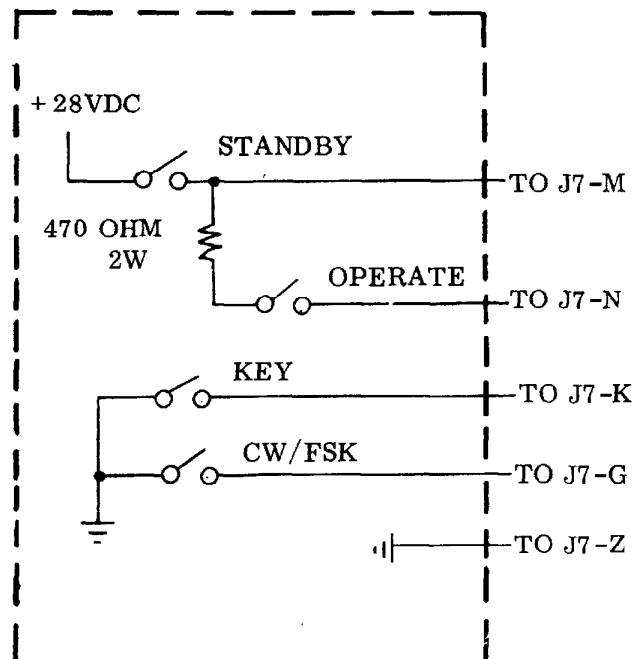 +28VDC
STANDBY
TO J7-M
470 OHM
2W
OPERATE
TO J7-N
KEY
TO J7-K
CW/FSK
TO J7-G
TO J7-Z